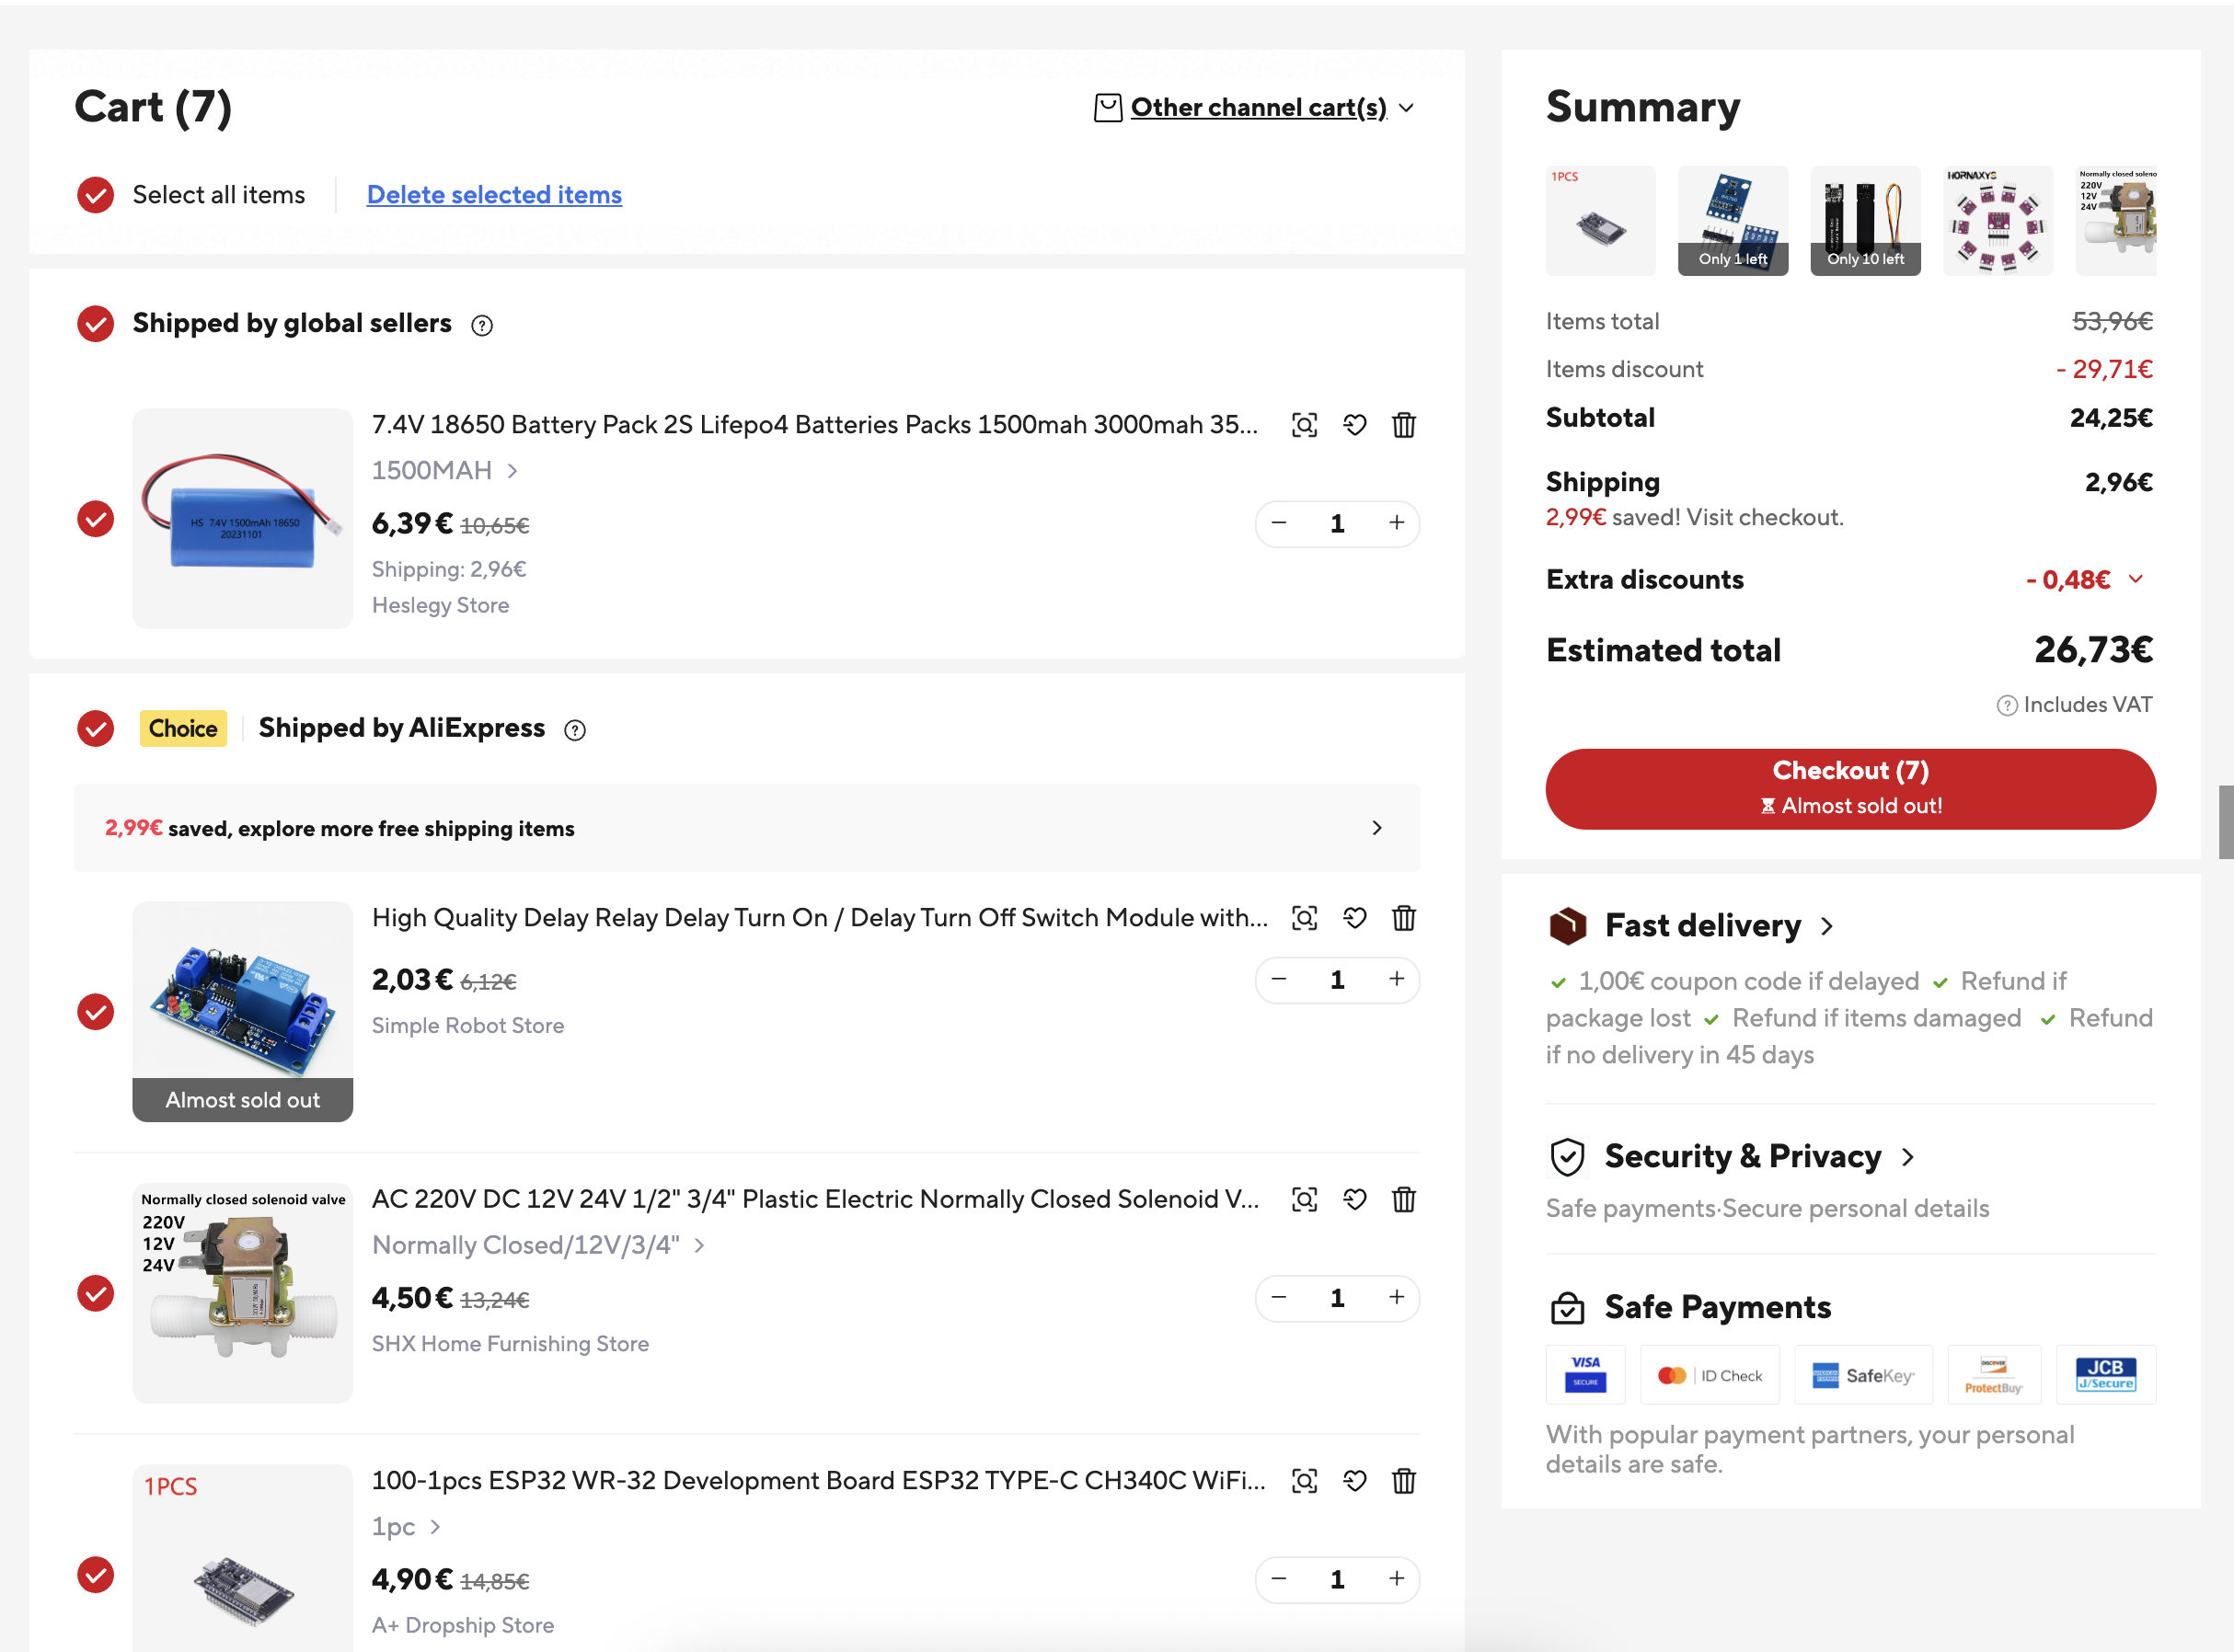 Cart (7)
Other channel cart(s)
Select all items
Delete selected items
Shipped by global sellers
7.4V 18650 Battery Pack 2S Lifepo4 Batteries Packs 1500mah 3000mah 35...
1500MAH
HS 7.4V 1500mAh 18650
20231101
6,39€ 10,65€
1
Shipping: 2,96€
Heslegy Store
Choice
Shipped by AliExpress
2,99€ saved, explore more free shipping items
High Quality Delay Relay Delay Turn On / Delay Turn Off Switch Module with...
2,03€ 6,12€
1
Simple Robot Store
Almost sold out
Normally closed solenoid valve
220V
12V
24V
AC 220V DC 12V 24V 1/2" 3/4" Plastic Electric Normally Closed Solenoid V...
Normally Closed/12V/3/4"
4,50€ 13,24€
1
SHX Home Furnishing Store
1PCS
100-1pcs ESP32 WR-32 Development Board ESP32 TYPE-C CH340C WiFi...
1pc
4,90€ 14,85€
1
A+ Dropship Store
Summary
1PCS
Only 1 left
Only 10 left
HORNAXYS
Normally closed soleno
220V
12V
24V
Items total 53,96€
Items discount - 29,71€
Subtotal 24,25€
Shipping 2,96€
2,99€ saved! Visit checkout.
Extra discounts - 0,48€
Estimated total 26,73€
Includes VAT
Checkout (7)
Almost sold out!
Fast delivery
1,00€ coupon code if delayed Refund if
package lost Refund if items damaged Refund
if no delivery in 45 days
Security & Privacy
Safe payments·Secure personal details
Safe Payments
VISA
SECURE
ID Check
SafeKey
DISCOVER
ProtectBuy
JCB
J/Secure
With popular payment partners, your personal
details are safe.